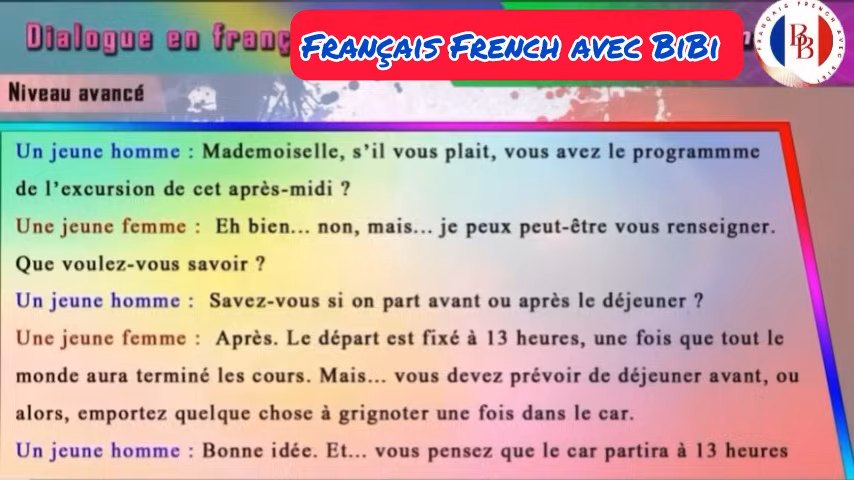 Dialogue en franç
Français French avec BiBi
FRANÇAIS FRENCH AVEC BIBI
BB
Niveau avancé
Un jeune homme : Mademoiselle, s’il vous plait, vous avez le programmme
de l’excursion de cet après-midi ?
Une jeune femme : Eh bien... non, mais... je peux peut-être vous renseigner.
Que voulez-vous savoir ?
Un jeune homme : Savez-vous si on part avant ou après le déjeuner ?
Une jeune femme : Après. Le départ est fixé à 13 heures, une fois que tout le
monde aura terminé les cours. Mais... vous devez prévoir de déjeuner avant, ou
alors, emportez quelque chose à grignoter une fois dans le car.
Un jeune homme : Bonne idée. Et... vous pensez que le car partira à 13 heures